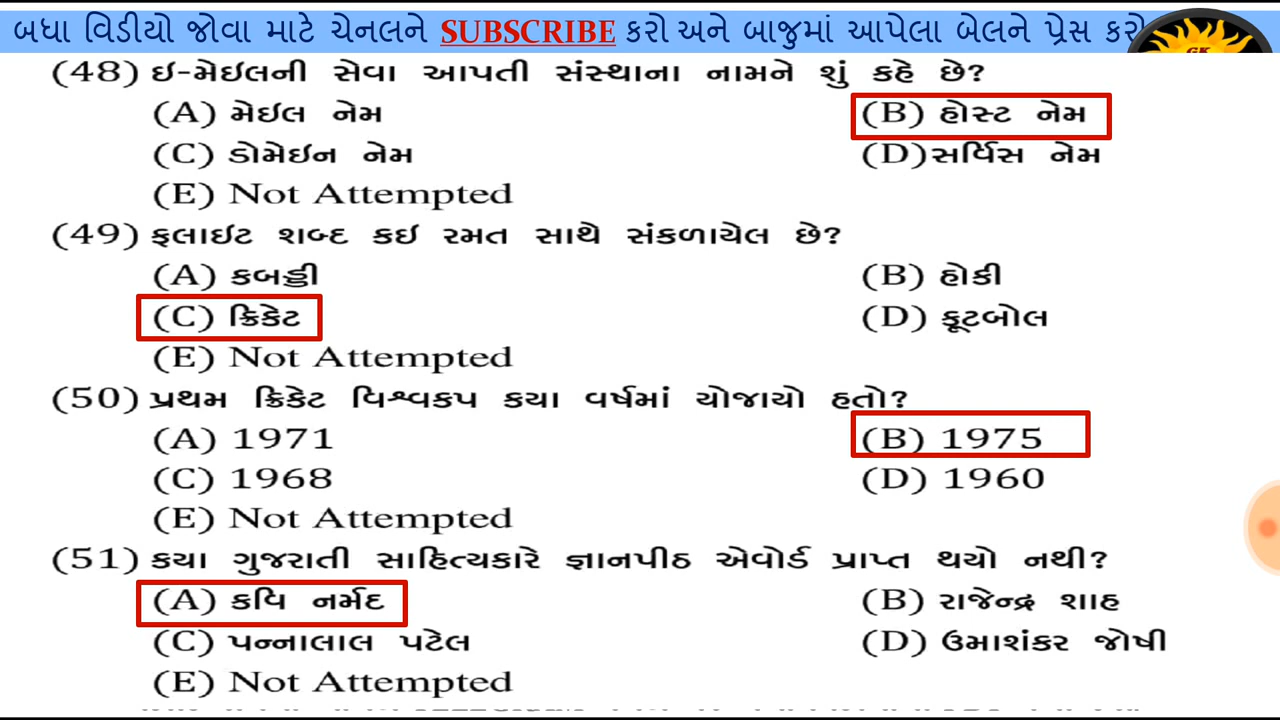 બધા વિડીયો જોવા માટે ચેનલને SUBSCRIBE કરો અને બાજુમાં આપેલા બેલને પ્રેસ કરો
GK
(48) ઇ-મેઇલની સેવા આપતી સંસ્થાના નામને શું કહે છે?
(A) મેઇલ નેમ (B) હોસ્ટ નેમ
(C) ડોમેઇન નેમ (D)સર્વિસ નેમ
(E) Not Attempted
(49) ફલાઇટ શબ્દ કઇ રમત સાથે સંકળાયેલ છે?
(A) કબડ્ડી (B) હોકી
(C) ક્રિકેટ (D) ફૂટબોલ
(E) Not Attempted
(50) પ્રથમ ક્રિકેટ વિશ્વકપ કયા વર્ષમાં યોજાયો હતો?
(A) 1971 (B) 1975
(C) 1968 (D) 1960
(E) Not Attempted
(51) કયા ગુજરાતી સાહિત્યકારે જ્ઞાનપીઠ એવોર્ડ પ્રાપ્ત થયો નથી?
(A) કવિ નર્મદ (B) રાજેન્દ્ર શાહ
(C) પન્નાલાલ પટેલ (D) ઉમાશંકર જોષી
(E) Not Attempted